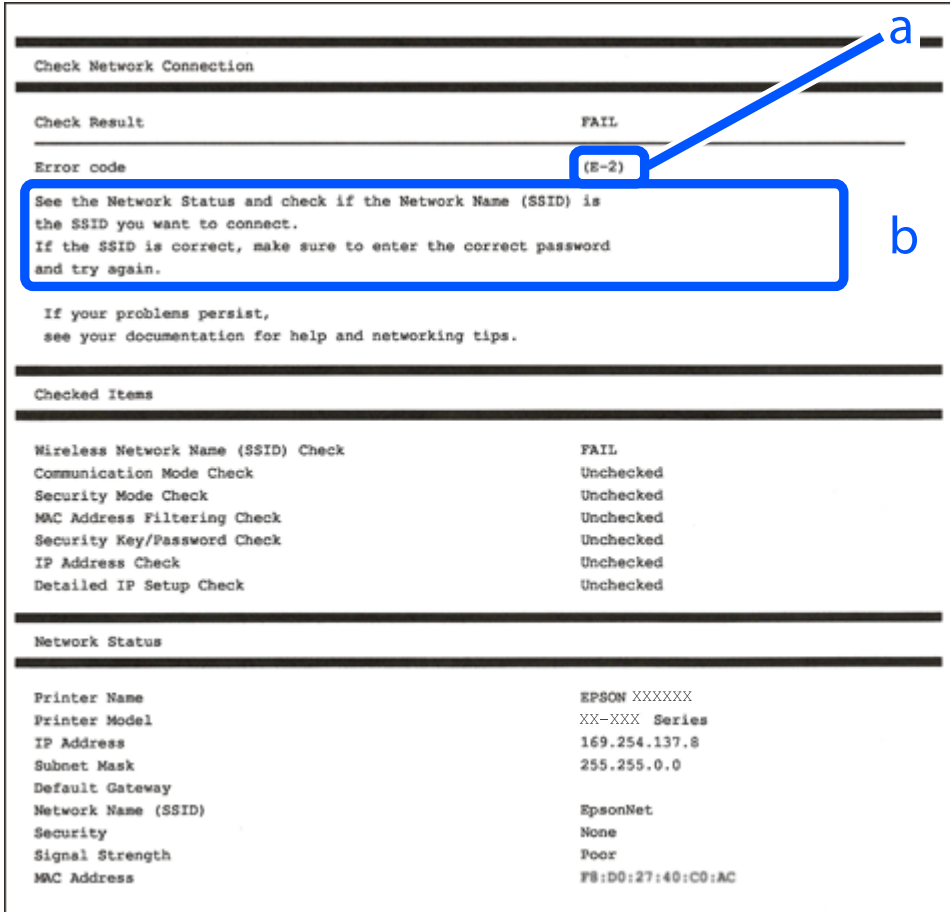 a
Check Network Connection
Check Result FAIL
Error code (E-2)
See the Network Status and check if the Network Name (SSID) is
the SSID you want to connect.
If the SSID is correct, make sure to enter the correct password
and try again.
b
If your problems persist,
see your documentation for help and networking tips.
Checked Items
Wireless Network Name (SSID) Check FAIL
Communication Mode Check Unchecked
Security Mode Check Unchecked
MAC Address Filtering Check Unchecked
Security Key/Password Check Unchecked
IP Address Check Unchecked
Detailed IP Setup Check Unchecked
Network Status
Printer Name EPSON XXXXXX
Printer Model XX-XXX Series
IP Address 169.254.137.8
Subnet Mask 255.255.0.0
Default Gateway
Network Name (SSID) EpsonNet
Security None
Signal Strength Poor
MAC Address F8:D0:27:40:C0:AC